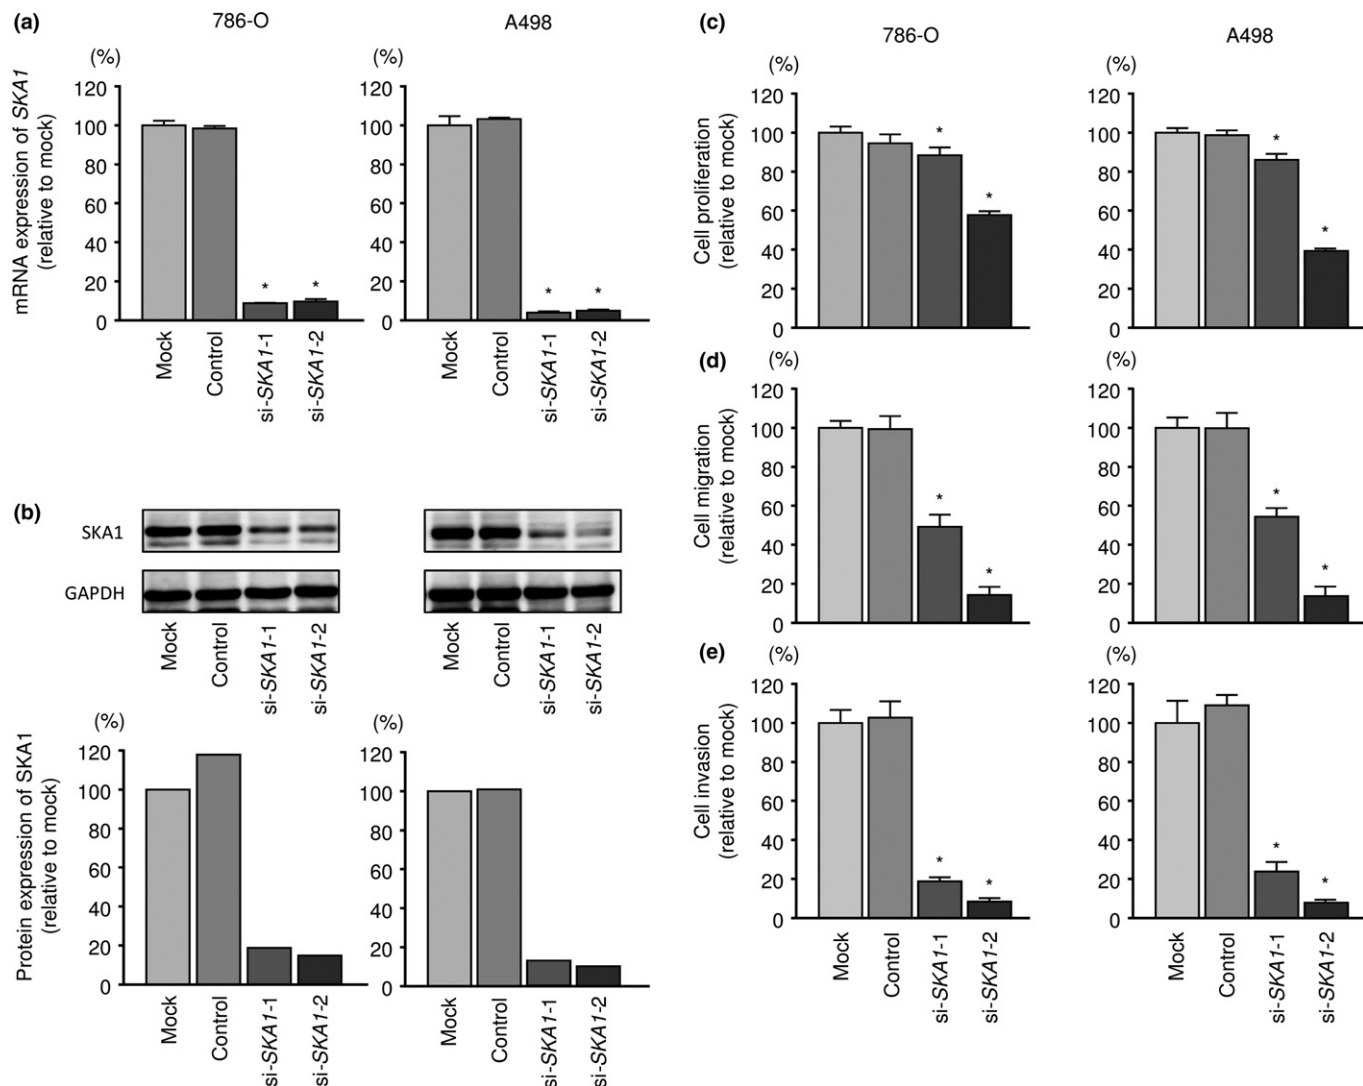 (a)
786-O
A498
(%)
(%)
mRNA expression of SKA1
(relative to mock)
120
100
80
60
40
20
0
120
100
80
60
40
20
0
*
*
*
*
Mock
Control
si-SKA1-1
si-SKA1-2
Mock
Control
si-SKA1-1
si-SKA1-2
(b)
SKA1
GAPDH
Mock
Control
si-SKA1-1
si-SKA1-2
Mock
Control
si-SKA1-1
si-SKA1-2
(%)
(%)
Protein expression of SKA1
(relative to mock)
120
100
80
60
40
20
0
120
100
80
60
40
20
0
Mock
Control
si-SKA1-1
si-SKA1-2
Mock
Control
si-SKA1-1
si-SKA1-2
(c)
786-O
A498
(%)
(%)
Cell proliferation
(relative to mock)
120
100
80
60
40
20
0
120
100
80
60
40
20
0
*
*
*
*
(d)
(%)
(%)
Cell migration
(relative to mock)
120
100
80
60
40
20
0
120
100
80
60
40
20
0
*
*
*
*
(e)
(%)
(%)
Cell invasion
(relative to mock)
120
100
80
60
40
20
0
120
100
80
60
40
20
0
*
*
*
*
Mock
Control
si-SKA1-1
si-SKA1-2
Mock
Control
si-SKA1-1
si-SKA1-2